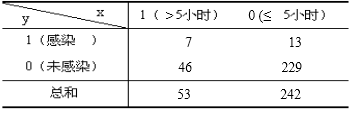 y x 1 ( >5小时) 0 (≤ 5小时)
1 (感染 ) 7 13
0 (未感染) 46 229
总和 53 242